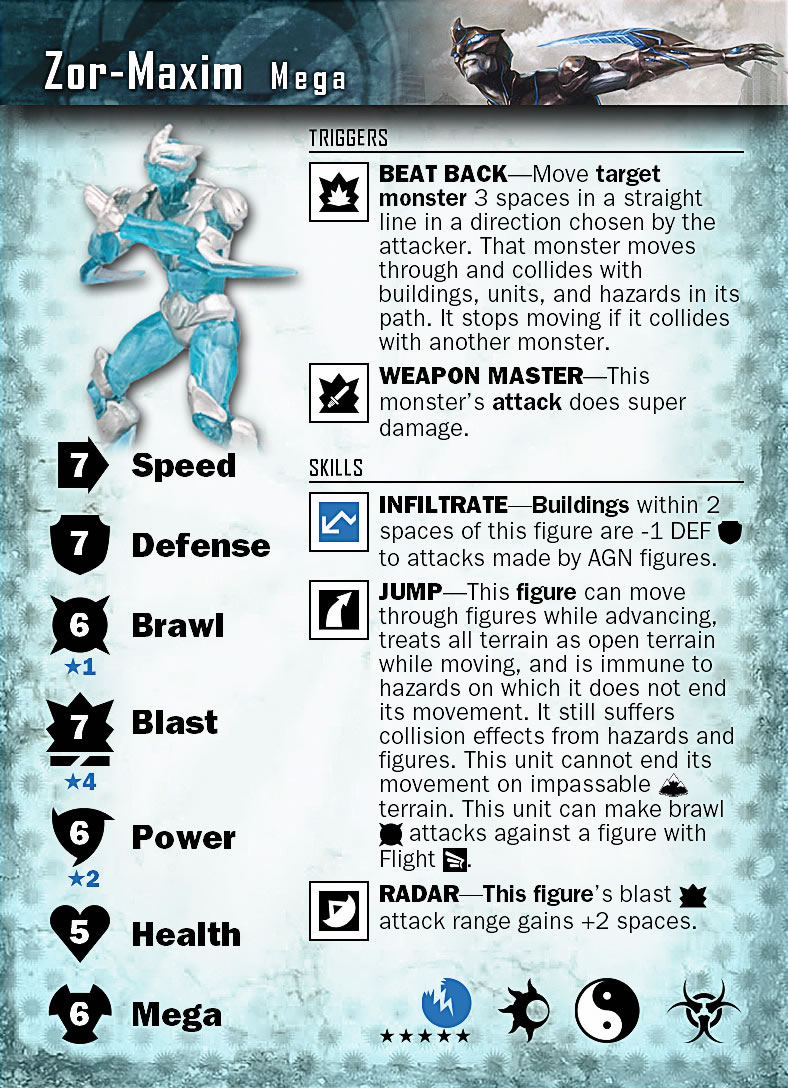 Zor-Maxim Mega
TRIGGERS
BEAT BACK—Move target
monster 3 spaces in a straight
line in a direction chosen by the
attacker. That monster moves
through and collides with
buildings, units, and hazards in its
path. It stops moving if it collides
with another monster.
WEAPON MASTER—This
monster's attack does super
damage.
7 Speed
7 Defense
6 Brawl
★1
7 Blast
★4
6 Power
★2
5 Health
6 Mega
SKILLS
INFILTRATE—Buildings within 2
spaces of this figure are -1 DEF
to attacks made by AGN figures.
JUMP—This figure can move
through figures while advancing,
treats all terrain as open terrain
while moving, and is immune to
hazards on which it does not end
its movement. It still suffers
collision effects from hazards and
figures. This unit cannot end its
movement on impassable
terrain. This unit can make brawl
attacks against a figure with
Flight .
RADAR—This figure's blast
attack range gains +2 spaces.
★★★★★